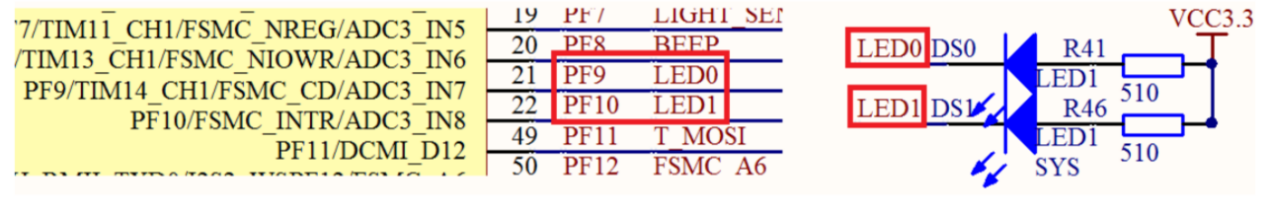 19 PF7 LIGHT_SEN
7/TIM11_CH1/FSMC_NREG/ADC3_IN5
20 PF8 BEEP
/TIM13_CH1/FSMC_NIOWR/ADC3_IN6
21 PF9 LED0
PF9/TIM14_CH1/FSMC_CD/ADC3_IN7
22 PF10 LED1
PF10/FSMC_INTR/ADC3_IN8
49 PF11 T_MOSI
PF11/DCMI_D12
50 PF12 FSMC_A6
VCC3.3
LED0 DS0 R41
LED1 510
LED1 DS1 R46
LED1 510
SYS